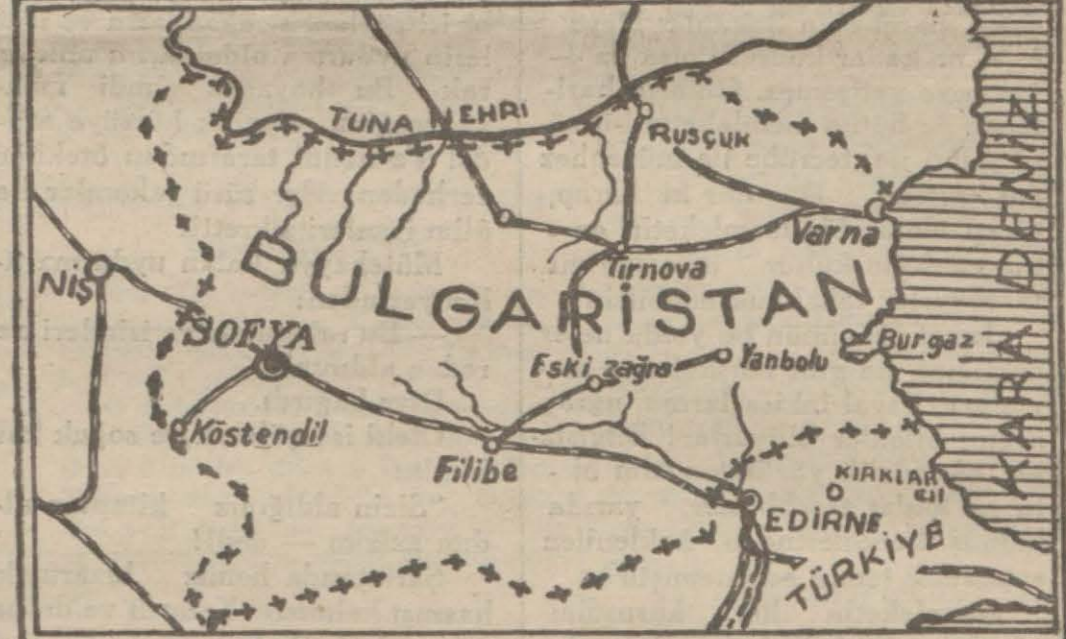 TUNA NEHRI
RUSÇUK
Varna
Tırnova
BULGARİSTAN
KARA DENİZ
NİŞ
SOFYA
Burgaz
Yanbolu
Eski zağra
Köstendil
Filibe
KIRKLAR
eli
EDİRNE
TÜRKİYE